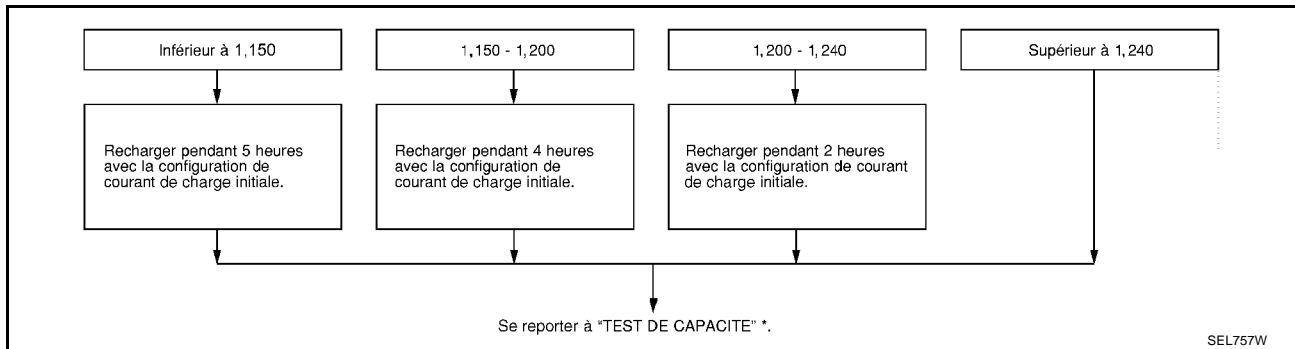 Inférieur à 1,150
1,150 - 1,200
1,200 - 1,240
Supérieur à 1,240
Recharger pendant 5 heures
avec la configuration de
courant de charge initiale.
Recharger pendant 4 heures
avec la configuration de
courant de charge initiale.
Recharger pendant 2 heures
avec la configuration de courant
de charge initiale.
Se reporter à “TEST DE CAPACITE” *.
SEL757W